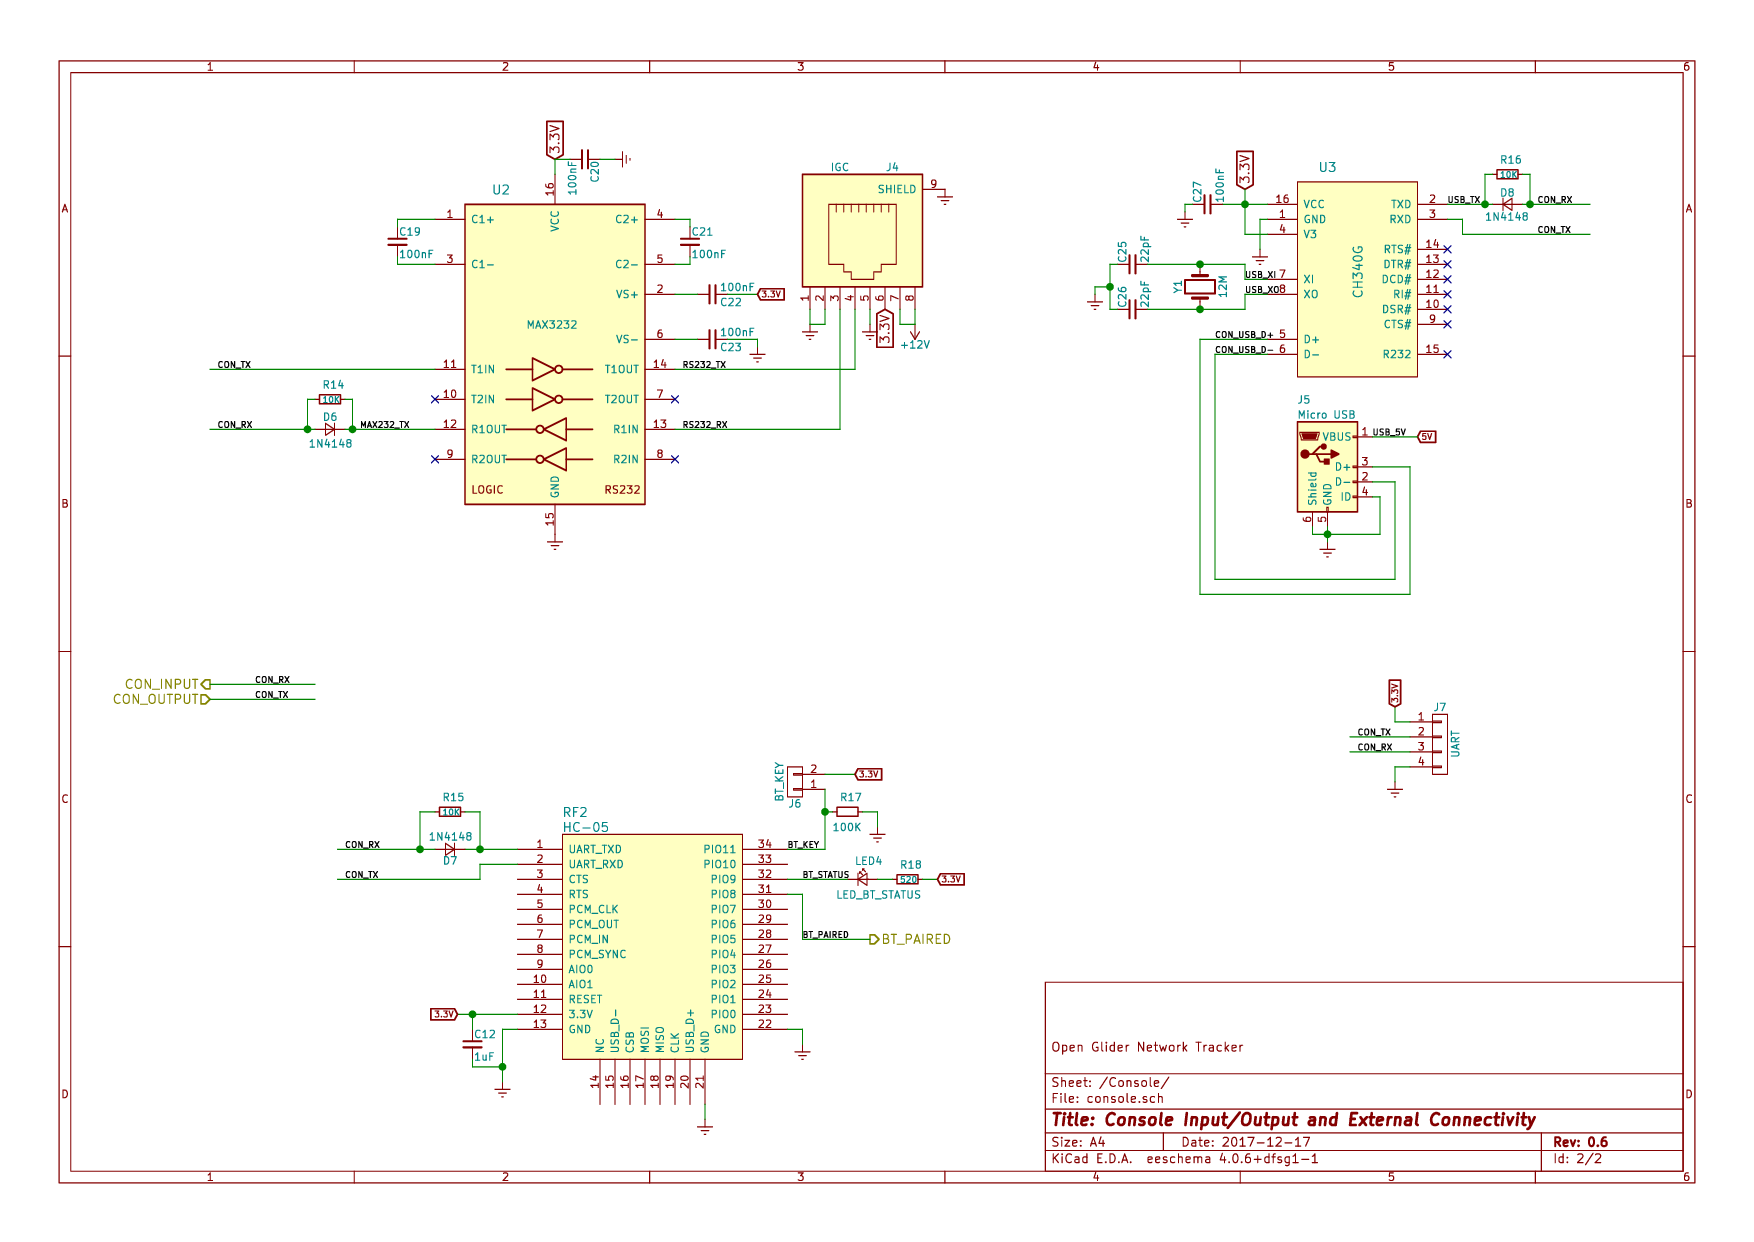 1 2 3 4 5 6
A A
B B
C C
D D
3.3V
100nF
C20
U2
16
VCC
1 C1+
3 C1-
C19
100nF
C2+ 4
C2- 5
C21
100nF
VS+ 2
100nF
C22
3.3V
MAX3232
VS- 6
100nF
C23
CON_TX
11 T1IN
T1OUT 14
RS232_TX
R14
10K
10 T2IN
T2OUT 7
CON_RX
D6
1N4148
MAX232_TX
12 R1OUT
R1IN 13
RS232_RX
9 R2OUT
R2IN 8
LOGIC
GND
RS232
15
IGC
J4
SHIELD
9
1 2 3 4 5 6 7 8
3.3V
+12V
3.3V
U3
C27
100nF
16 VCC
1 GND
4 V3
C25
22pF
C26
22pF
Y1
12M
USB_XI 7 XI
USB_XO 8 XO
CH340G
CON_USB_D+ 5 D+
CON_USB_D- 6 D-
TXD 2
USB_TX
R16
10K
D8
1N4148
CON_RX
RXD 3
CON_TX
RTS# 14
DTR# 13
DCD# 12
RI# 11
DSR# 10
CTS# 9
R232 15
J5
Micro USB
VBUS 1
USB_5V
5V
D+ 3
D- 2
ID 4
Shield
GND
6 5
CON_INPUT
CON_RX
CON_OUTPUT
CON_TX
3.3V
J7
1
CON_TX 2
CON_RX 3
4
UART
BT_KEY
2
1
J6
3.3V
R17
100K
R15
10K
1N4148
D7
CON_RX
CON_TX
RF2
HC-05
1 UART_TXD
2 UART_RXD
3 CTS
4 RTS
5 PCM_CLK
6 PCM_OUT
7 PCM_IN
8 PCM_SYNC
9 AIO0
10 AIO1
11 RESET
12 3.3V
13 GND
3.3V
C12
1uF
PIO11 34
BT_KEY
PIO10 33
PIO9 32
BT_STATUS
LED4
LED_BT_STATUS
R18
520
3.3V
PIO8 31
PIO7 30
PIO6 29
PIO5 28
BT_PAIRED
BT_PAIRED
PIO4 27
PIO3 26
PIO2 25
PIO1 24
PIO0 23
GND 22
NC
USB_D-
CSB
MOSI
MISO
CLK
USB_D+
GND
14 15 16 17 18 19 20 21
Open Glider Network Tracker
Sheet: /Console/
File: console.sch
Title: Console Input/Output and External Connectivity
Size: A4
Date: 2017-12-17
Rev: 0.6
KiCad E.D.A. eeschema 4.0.6+dfsg1-1
Id: 2/2
1 2 3 4 5 6